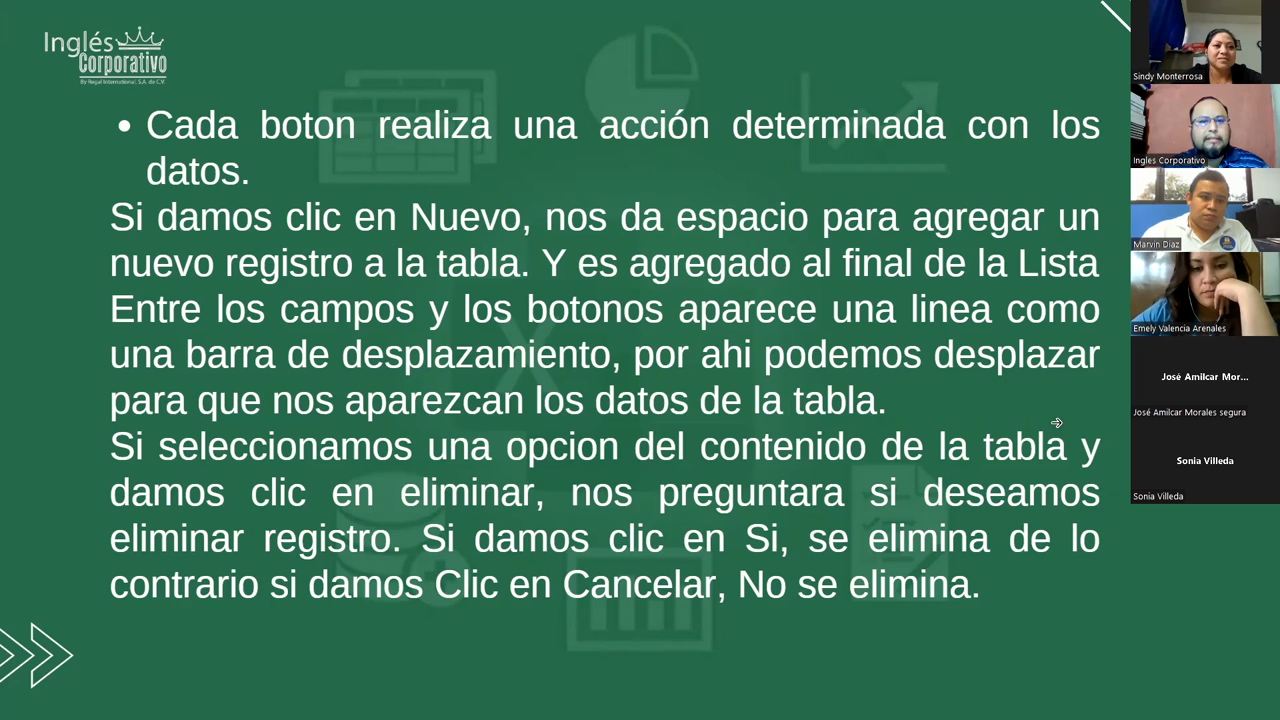 Inglés
Corporativo
By Regal International, S.A. de C.V.
• Cada boton realiza una acción determinada con los
datos.
Si damos clic en Nuevo, nos da espacio para agregar un
nuevo registro a la tabla. Y es agregado al final de la Lista
Entre los campos y los botonos aparece una linea como
una barra de desplazamiento, por ahi podemos desplazar
para que nos aparezcan los datos de la tabla.
Si seleccionamos una opcion del contenido de la tabla y
damos clic en eliminar, nos preguntara si deseamos
eliminar registro. Si damos clic en Si, se elimina de lo
contrario si damos Clic en Cancelar, No se elimina.
Sindy Monterrosa
Ingles Corporativo
Marvin Diaz
Emely Valencia Arenales
José Amilcar Mor...
José Amilcar Morales segura
Sonia Villeda
Sonia Villeda